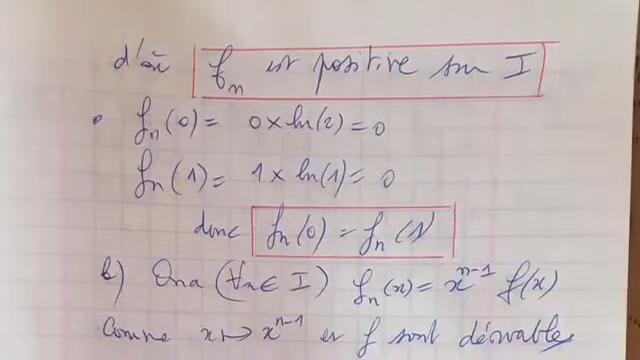 d'où f_n est positive sur I
• f_n(0) = 0 × ln(2) = 0
f_n(1) = 1 × ln(1) = 0
donc f_n(0) = f_n(1)
b) On a (∀x ∈ I) f_n(x) = x^{n-1} f(x)
Comme x ↦ x^{n-1} et f sont dérivables